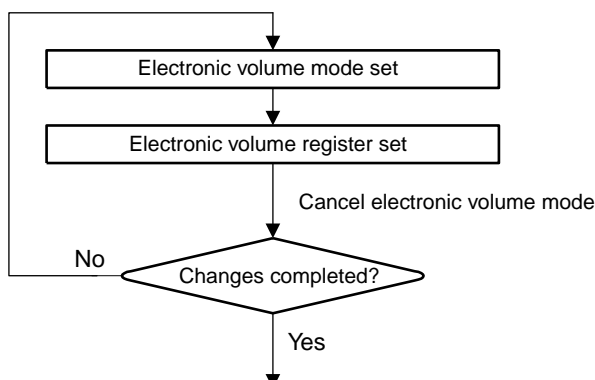 Electronic volume mode set
Electronic volume register set
Cancel electronic volume mode
No
Changes completed?
Yes